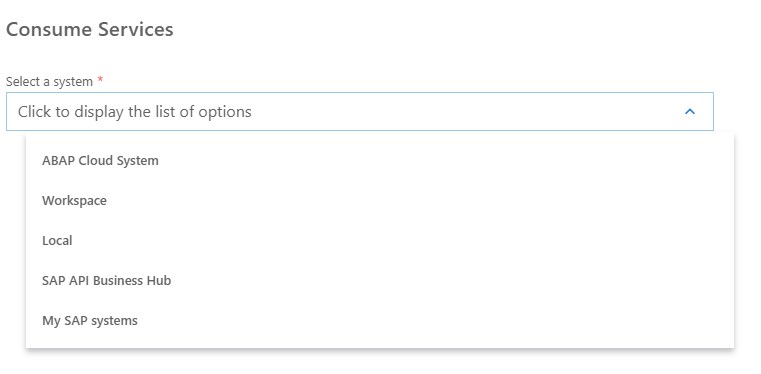 Consume Services
Select a system *
Click to display the list of options
ABAP Cloud System
Workspace
Local
SAP API Business Hub
My SAP systems